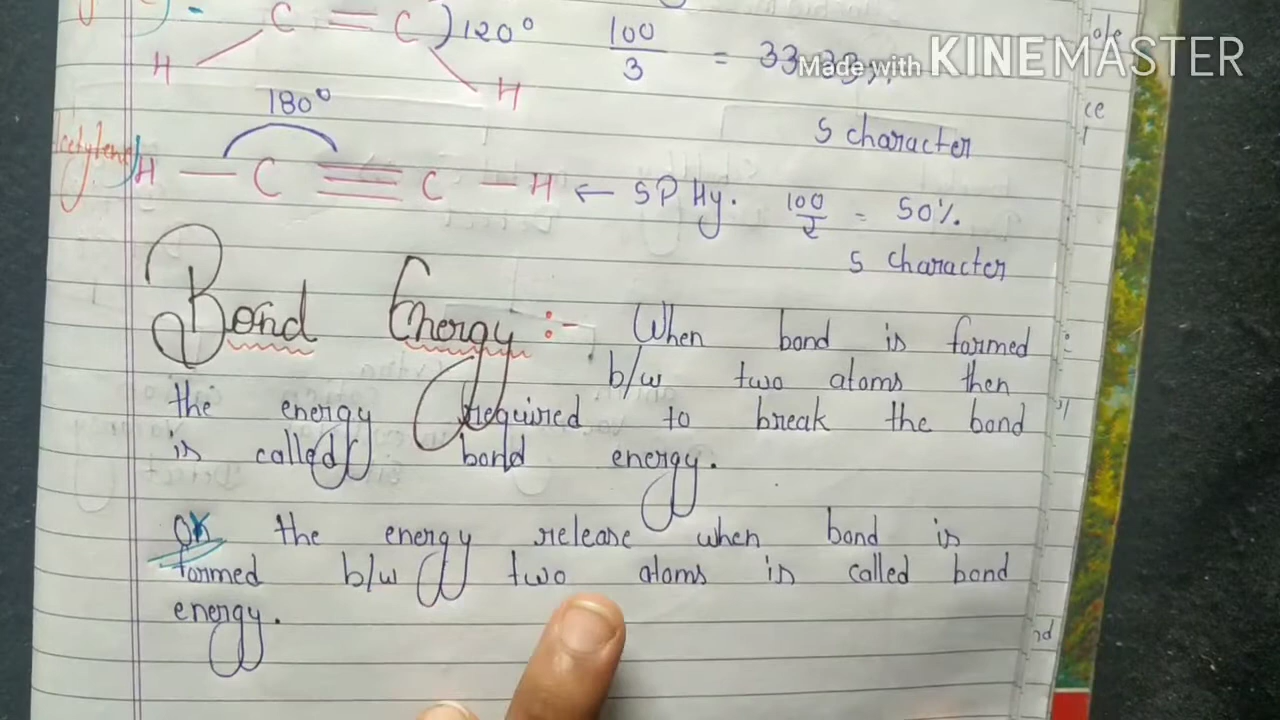 C = C ) 120° 100/3 = 33.33%
H H
Made with KINEMASTER
180°
s character
Acetylene H — C ≡ C — H ← SP Hy. 100/2 = 50%.
s character
Bond Energy :- When bond is formed
b/w two atoms then
the energy required to break the bond
is called bond energy.
OR the energy release when bond is
formed b/w two atoms is called bond
energy.